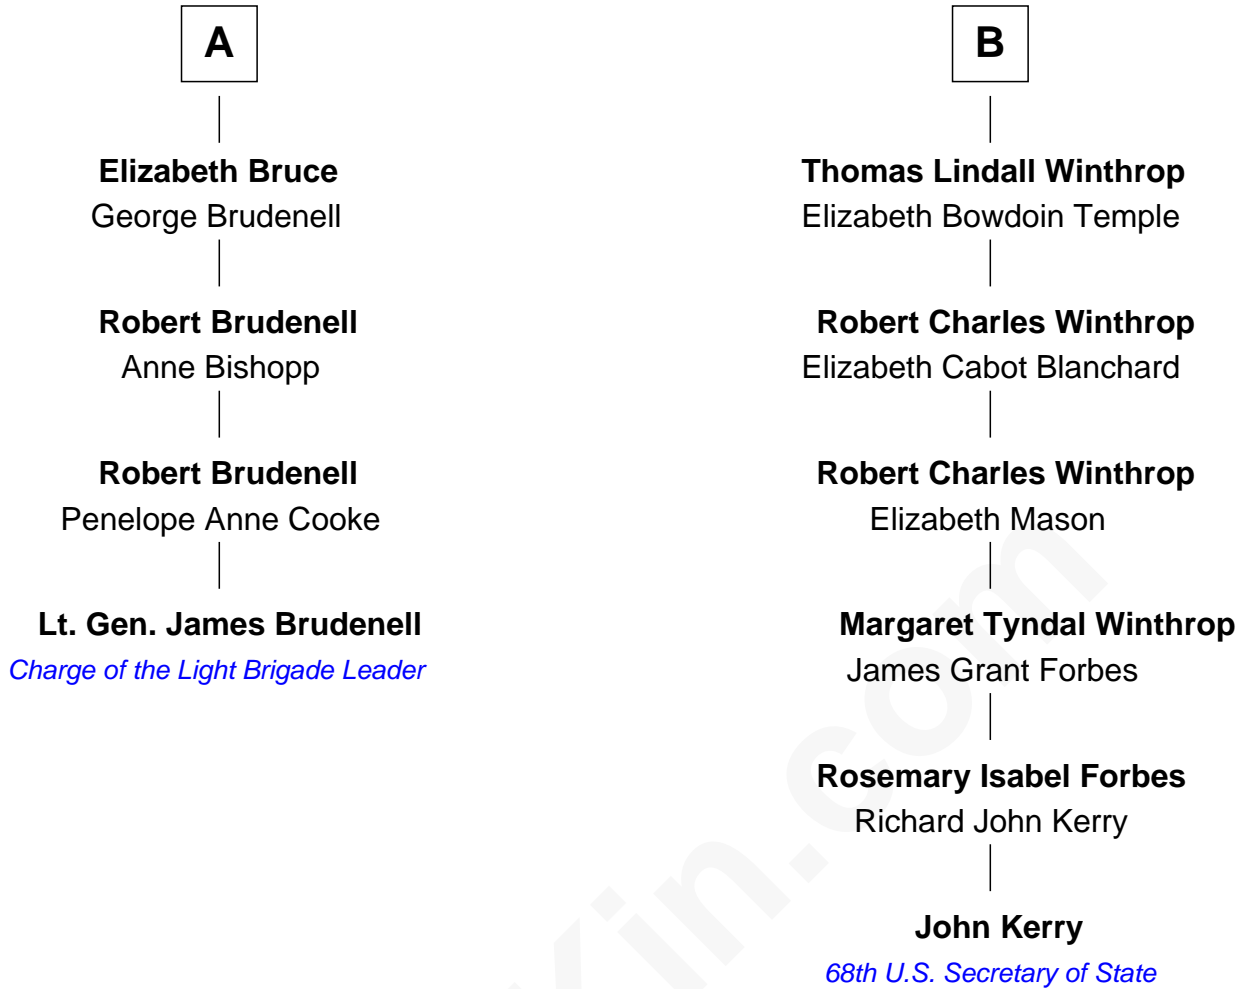 A
Elizabeth Bruce
George Brudenell
Robert Brudenell
Anne Bishopp
Robert Brudenell
Penelope Anne Cooke
Lt. Gen. James Brudenell
Charge of the Light Brigade Leader
B
Thomas Lindall Winthrop
Elizabeth Bowdoin Temple
Robert Charles Winthrop
Elizabeth Cabot Blanchard
Robert Charles Winthrop
Elizabeth Mason
Margaret Tyndal Winthrop
James Grant Forbes
Rosemary Isabel Forbes
Richard John Kerry
John Kerry
68th U.S. Secretary of State